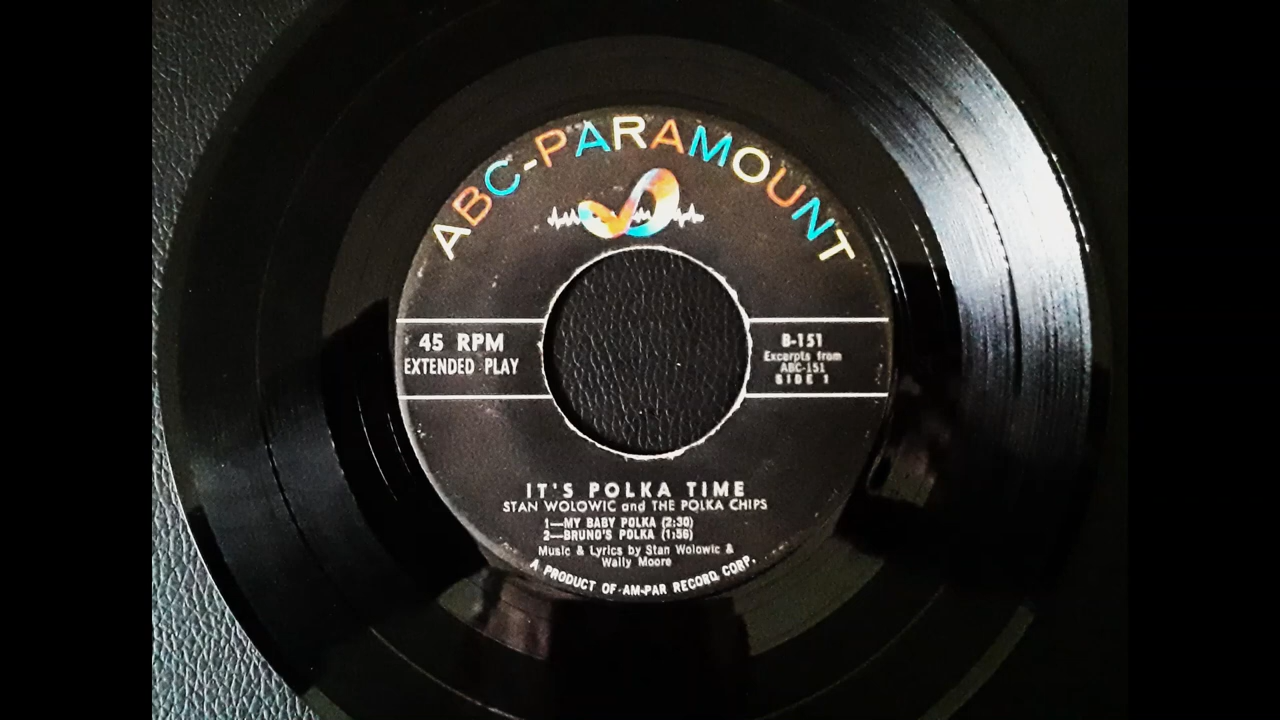 ABC-PARAMOUNT
45 RPM
EXTENDED PLAY
B-151
Excerpts from
ABC-151
SIDE 1
IT'S POLKA TIME
STAN WOLOWIC and THE POLKA CHIPS
1—MY BABY POLKA (2:30)
2—BRUNO'S POLKA (1:56)
Music & Lyrics by Stan Wolowic &
Wally Moore
A PRODUCT OF AM-PAR RECORD CORP.